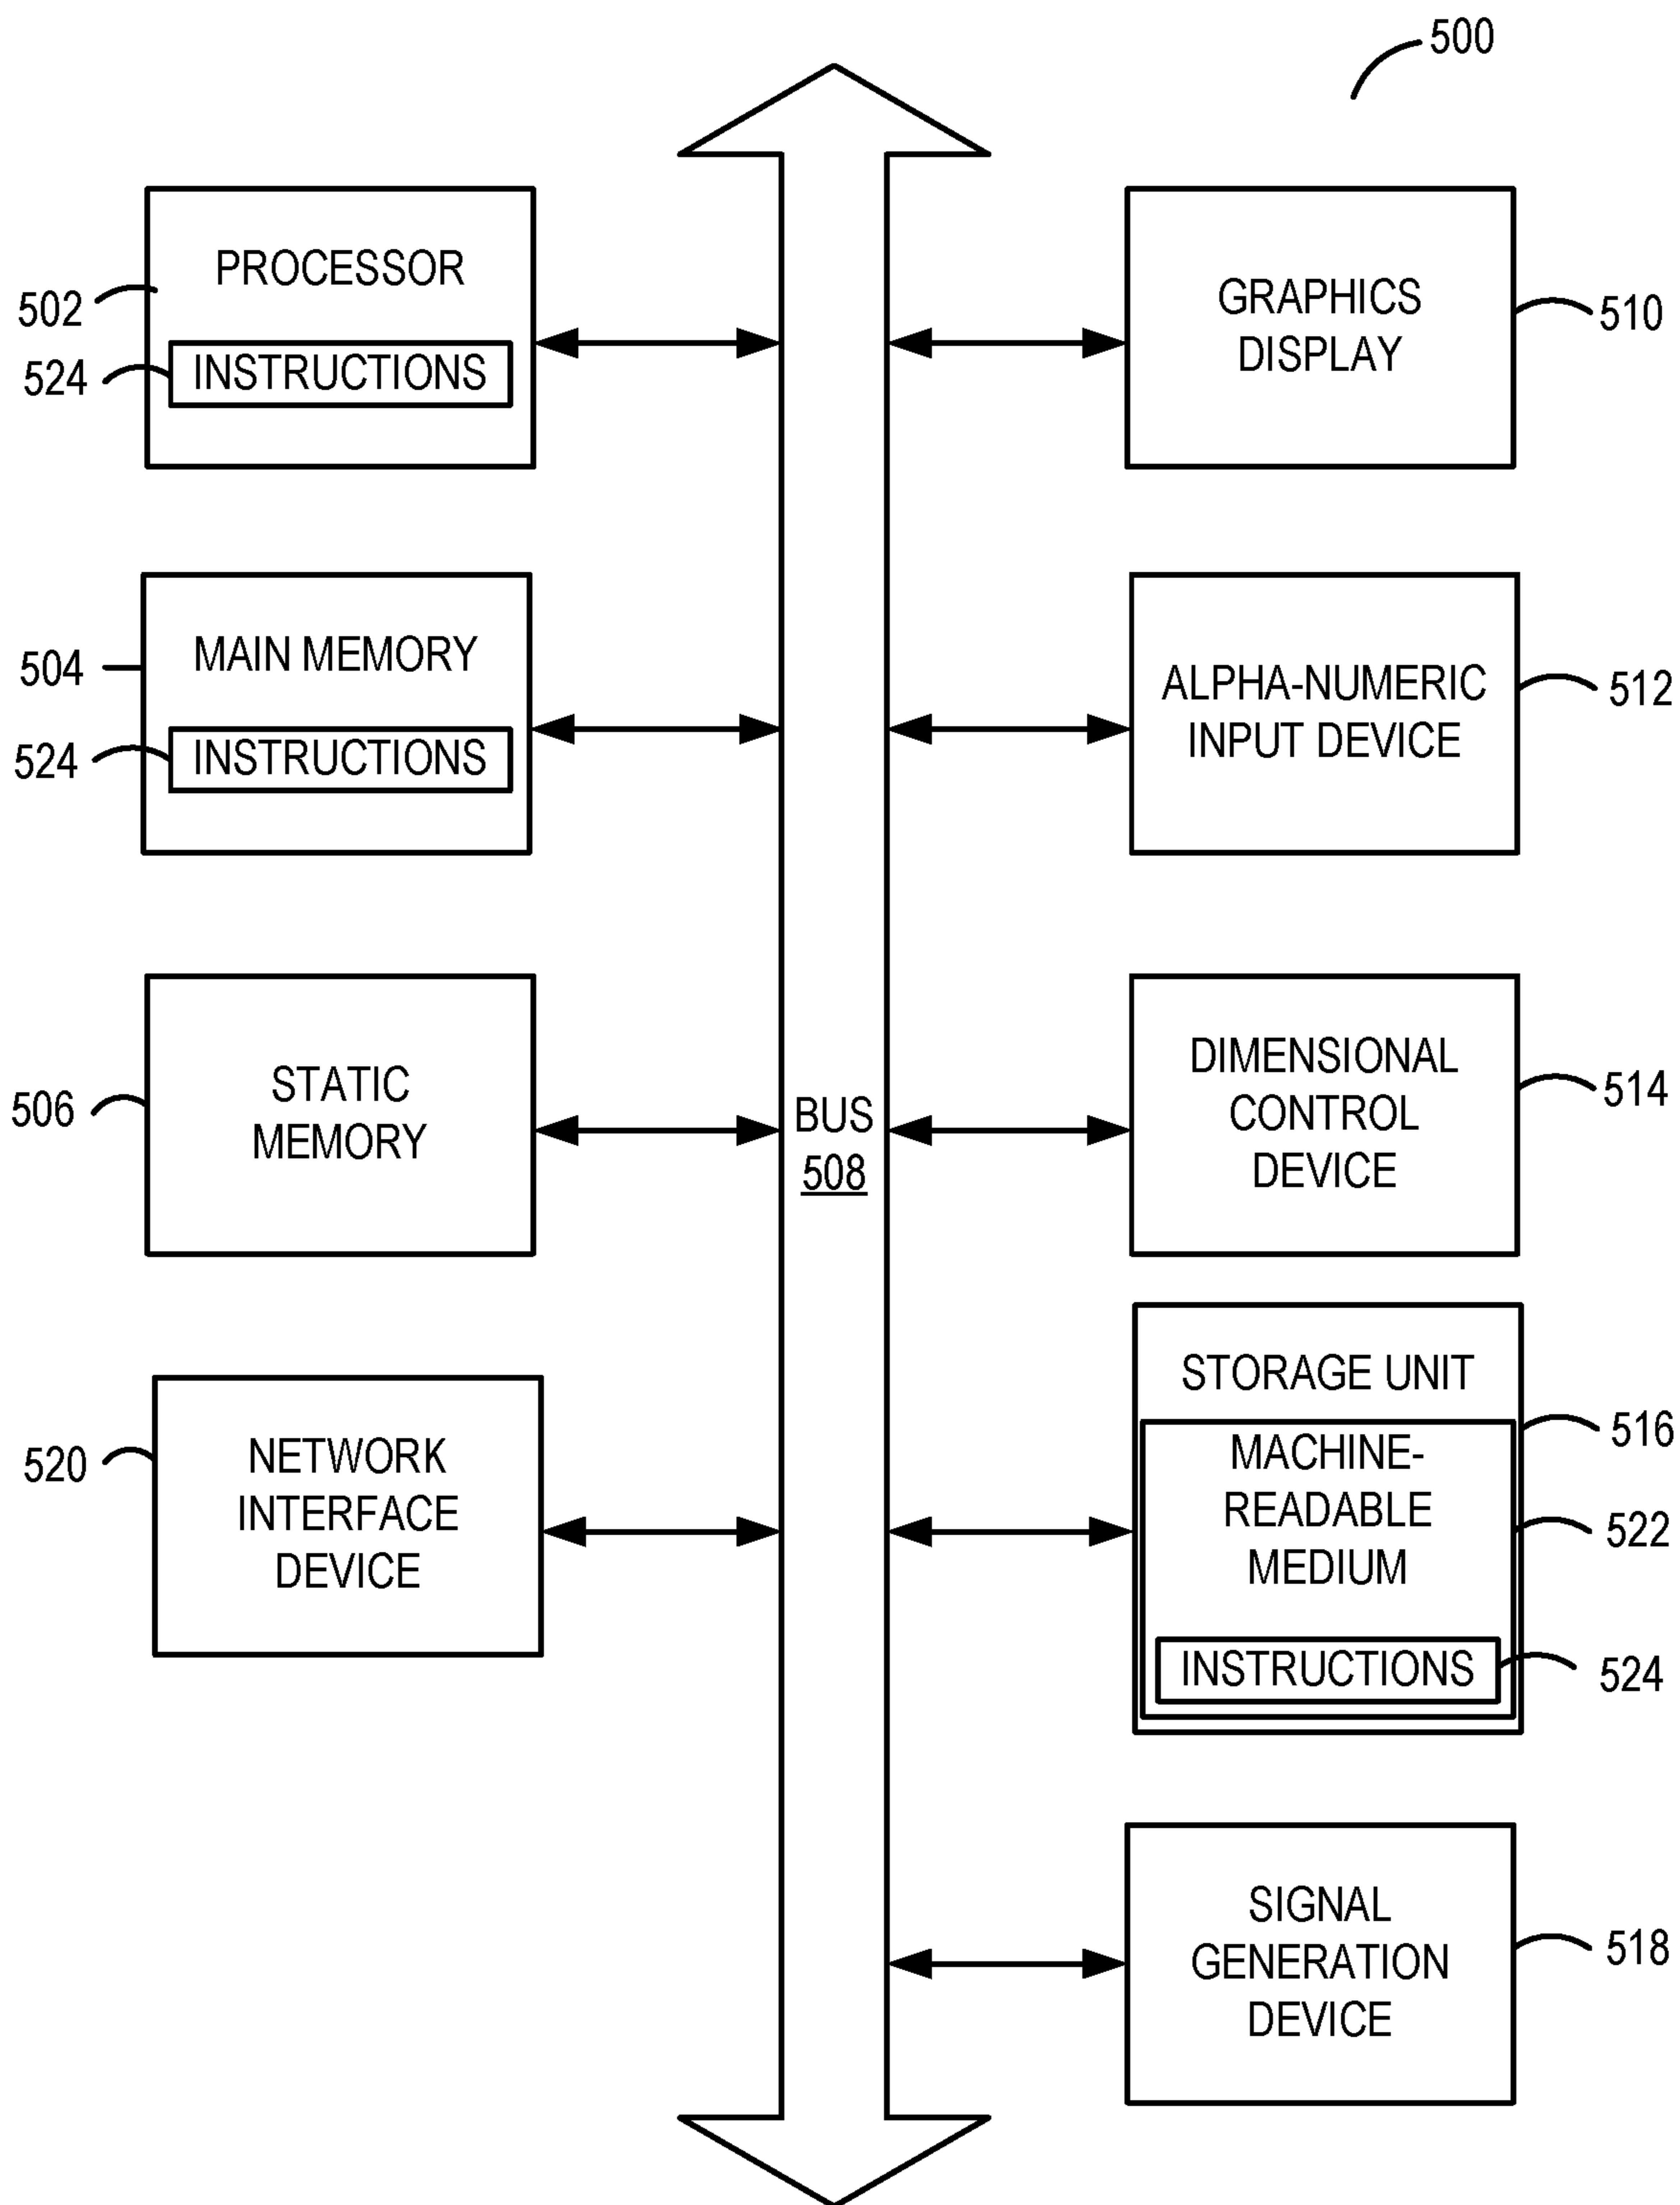 500
PROCESSOR
502
524
INSTRUCTIONS
GRAPHICS
DISPLAY
510
MAIN MEMORY
504
524
INSTRUCTIONS
ALPHA-NUMERIC
INPUT DEVICE
512
STATIC
MEMORY
506
BUS
508
DIMENSIONAL
CONTROL
DEVICE
514
NETWORK
INTERFACE
DEVICE
520
STORAGE UNIT
516
MACHINE-
READABLE
MEDIUM
522
INSTRUCTIONS
524
SIGNAL
GENERATION
DEVICE
518